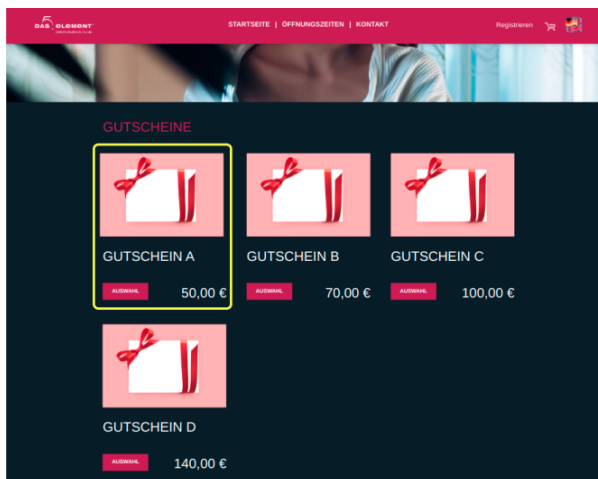 5
DAS ELEMENT
STARTSEITE | ÖFFNUNGSZEITEN | KONTAKT
Registrieren
GUTSCHEINE
GUTSCHEIN A
AUSWAHL 50,00 €
GUTSCHEIN B
AUSWAHL 70,00 €
GUTSCHEIN C
AUSWAHL 100,00 €
GUTSCHEIN D
AUSWAHL 140,00 €